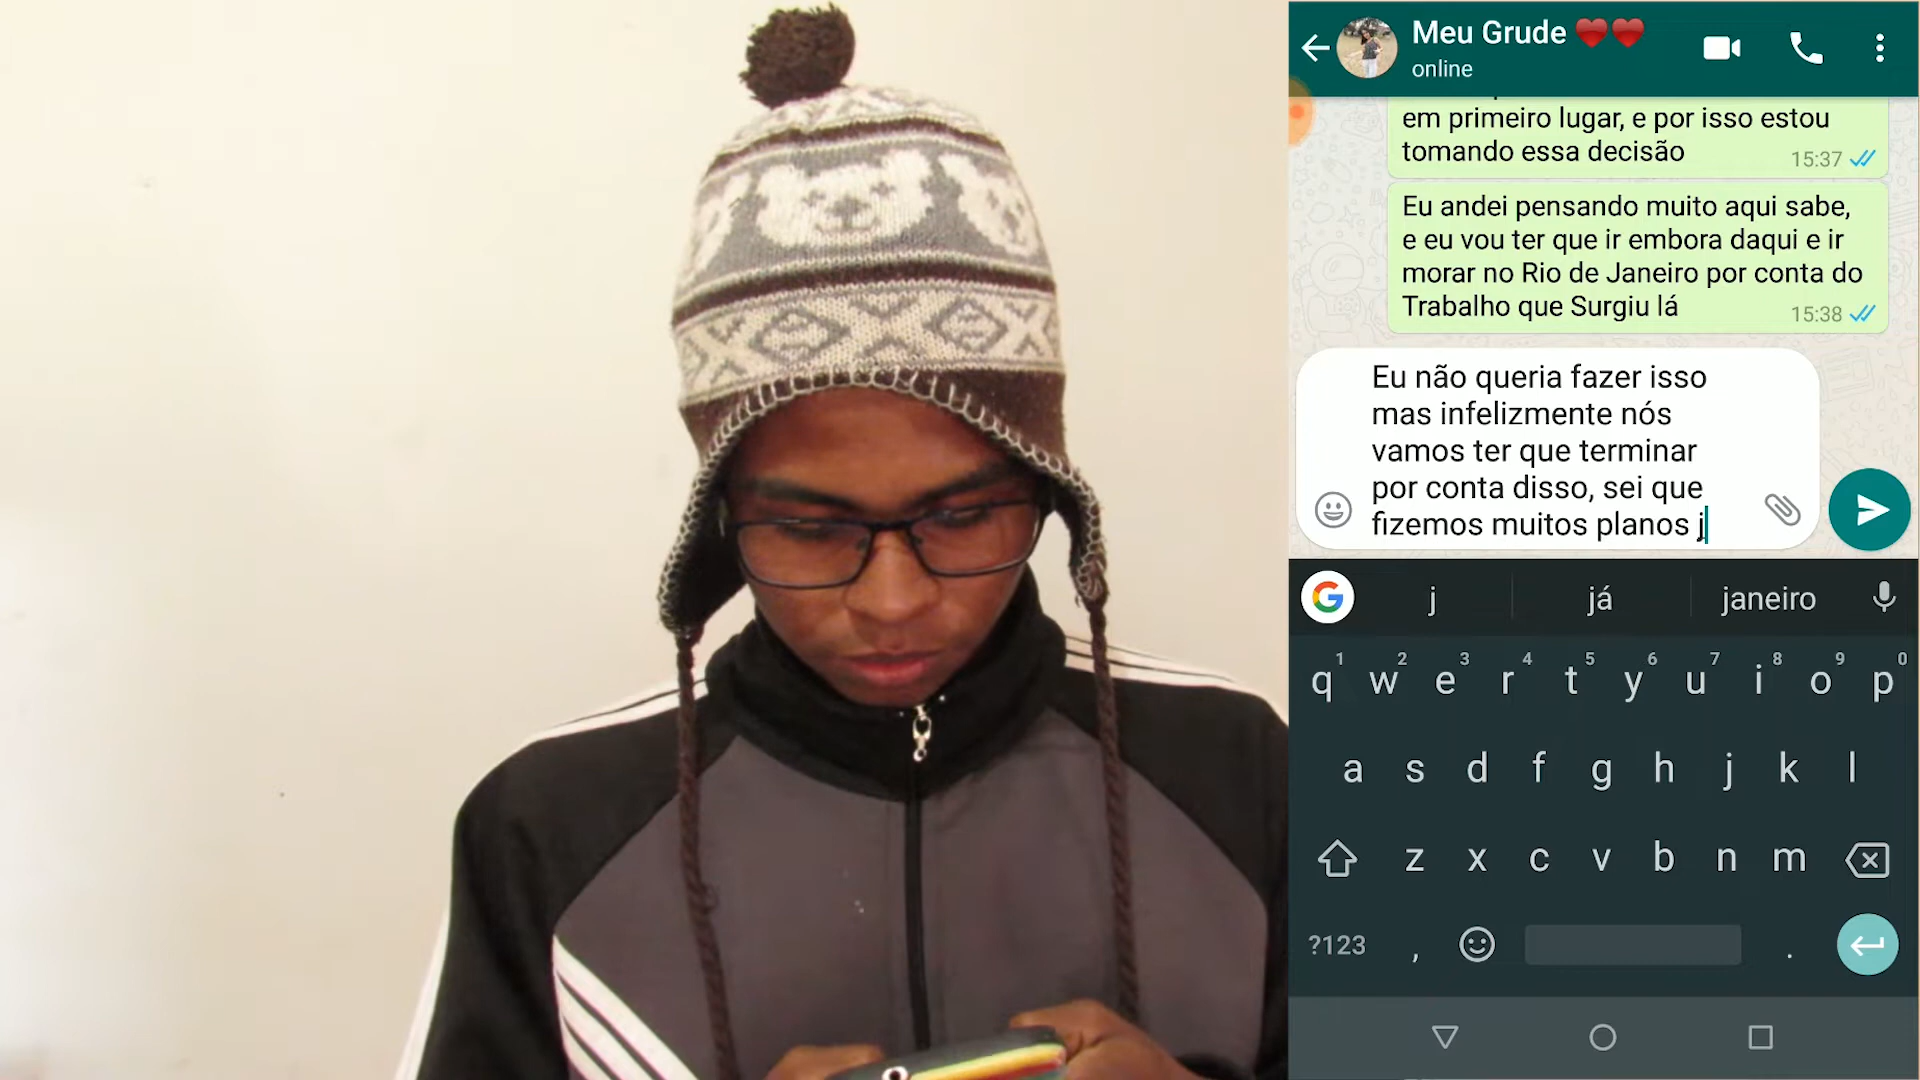 Meu Grude ❤️❤️
online
em primeiro lugar, e por isso estou
tomando essa decisão
15:37
Eu andei pensando muito aqui sabe,
e eu vou ter que ir embora daqui e ir
morar no Rio de Janeiro por conta do
Trabalho que Surgiu lá
15:38
Eu não queria fazer isso
mas infelizmente nós
vamos ter que terminar
por conta disso, sei que
fizemos muitos planos j
j já janeiro
1 2 3 4 5 6 7 8 9 0
q w e r t y u i o p
a s d f g h j k l
z x c v b n m
?123 , .